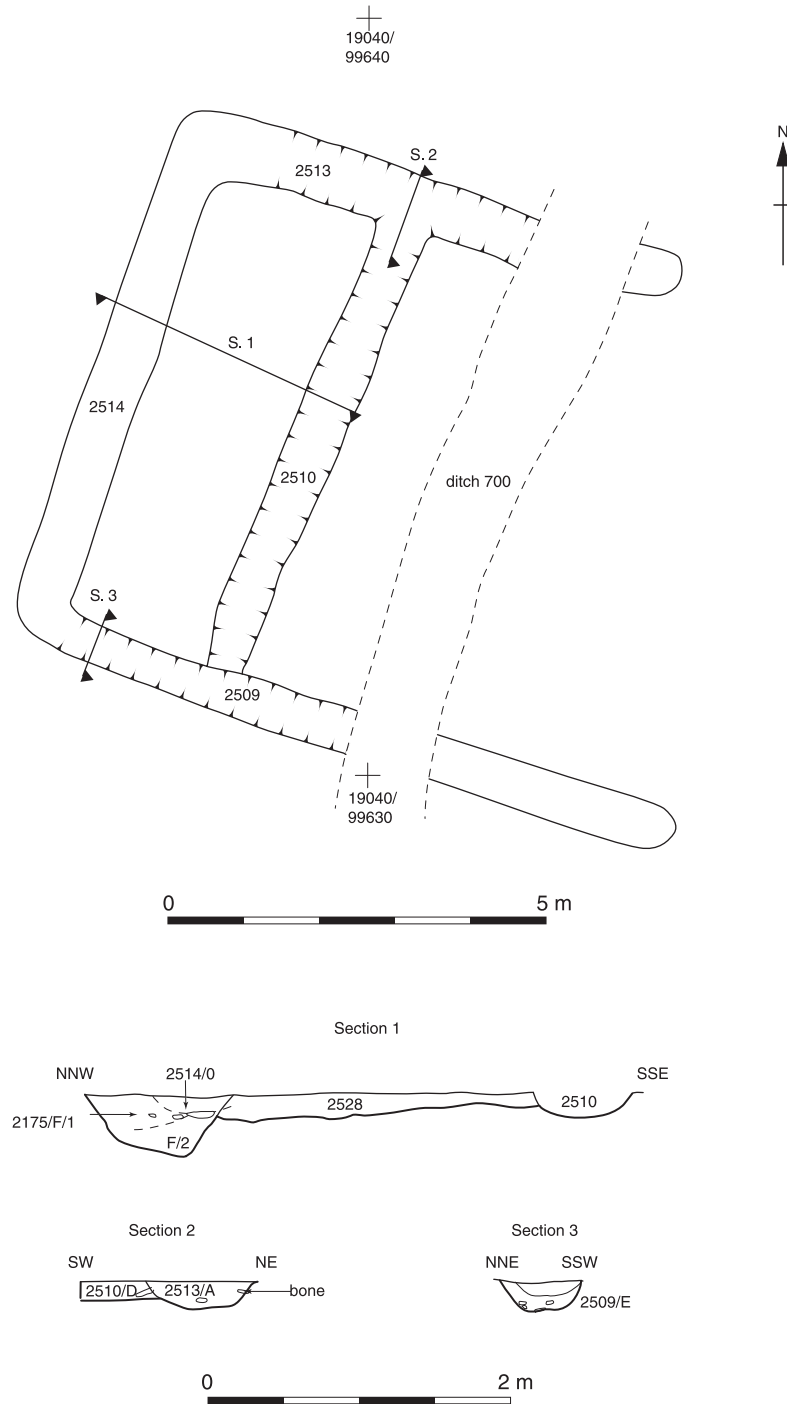 19040/
99640
N
S. 2
2513
S. 1
2514
2510
ditch 700
S. 3
2509
19040/
99630
0 5 m
Section 1
NNW 2514/0 SSE
2528 2510
2175/F/1
F/2
Section 2 Section 3
SW NE NNE SSW
2510/D 2513/A bone
2509/E
0 2 m